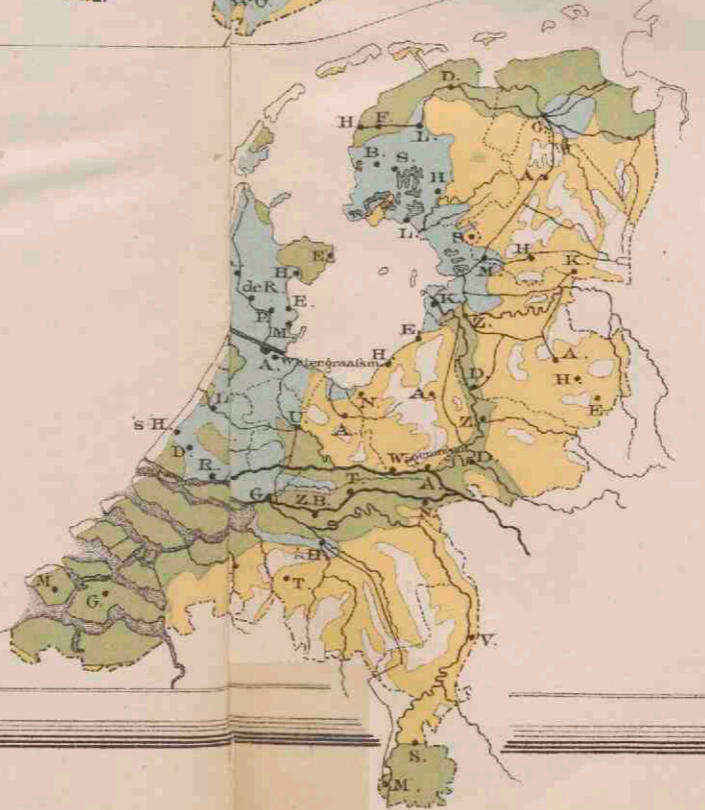 D.
H. F.
L.
G.
B. S.
H
A
L.
S.
H
M.
K.
E.
H.
de R.
P.
E.
M.
K.
Z.
E.
A.
Watergraafsm.
H.
A.
H.
E.
D.
N.
A.
A.
L
U
Z.
's H.
D
R.
Wageningen
D.
T.
A
G.
Z.B.
N.
's H.
T.
M.
G.
V.
S.
M.